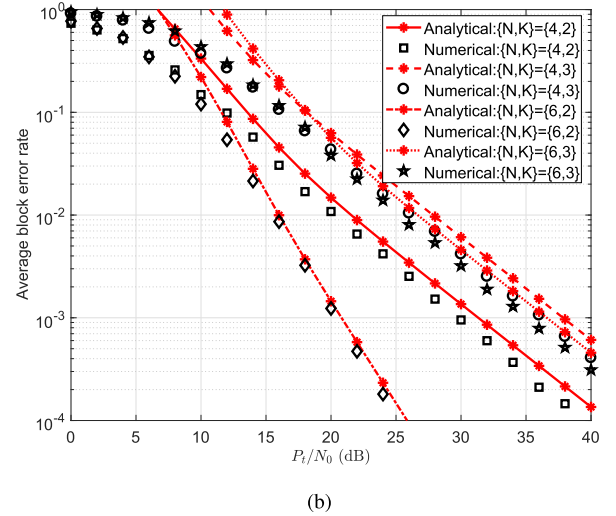 10^0
10^-1
10^-2
10^-3
10^-4
Average block error rate
Analytical:{N,K}={4,2}
Numerical:{N,K}={4,2}
Analytical:{N,K}={4,3}
Numerical:{N,K}={4,3}
Analytical:{N,K}={6,2}
Numerical:{N,K}={6,2}
Analytical:{N,K}={6,3}
Numerical:{N,K}={6,3}
0 5 10 15 20 25 30 35 40
P_t/N_0 (dB)
(b)